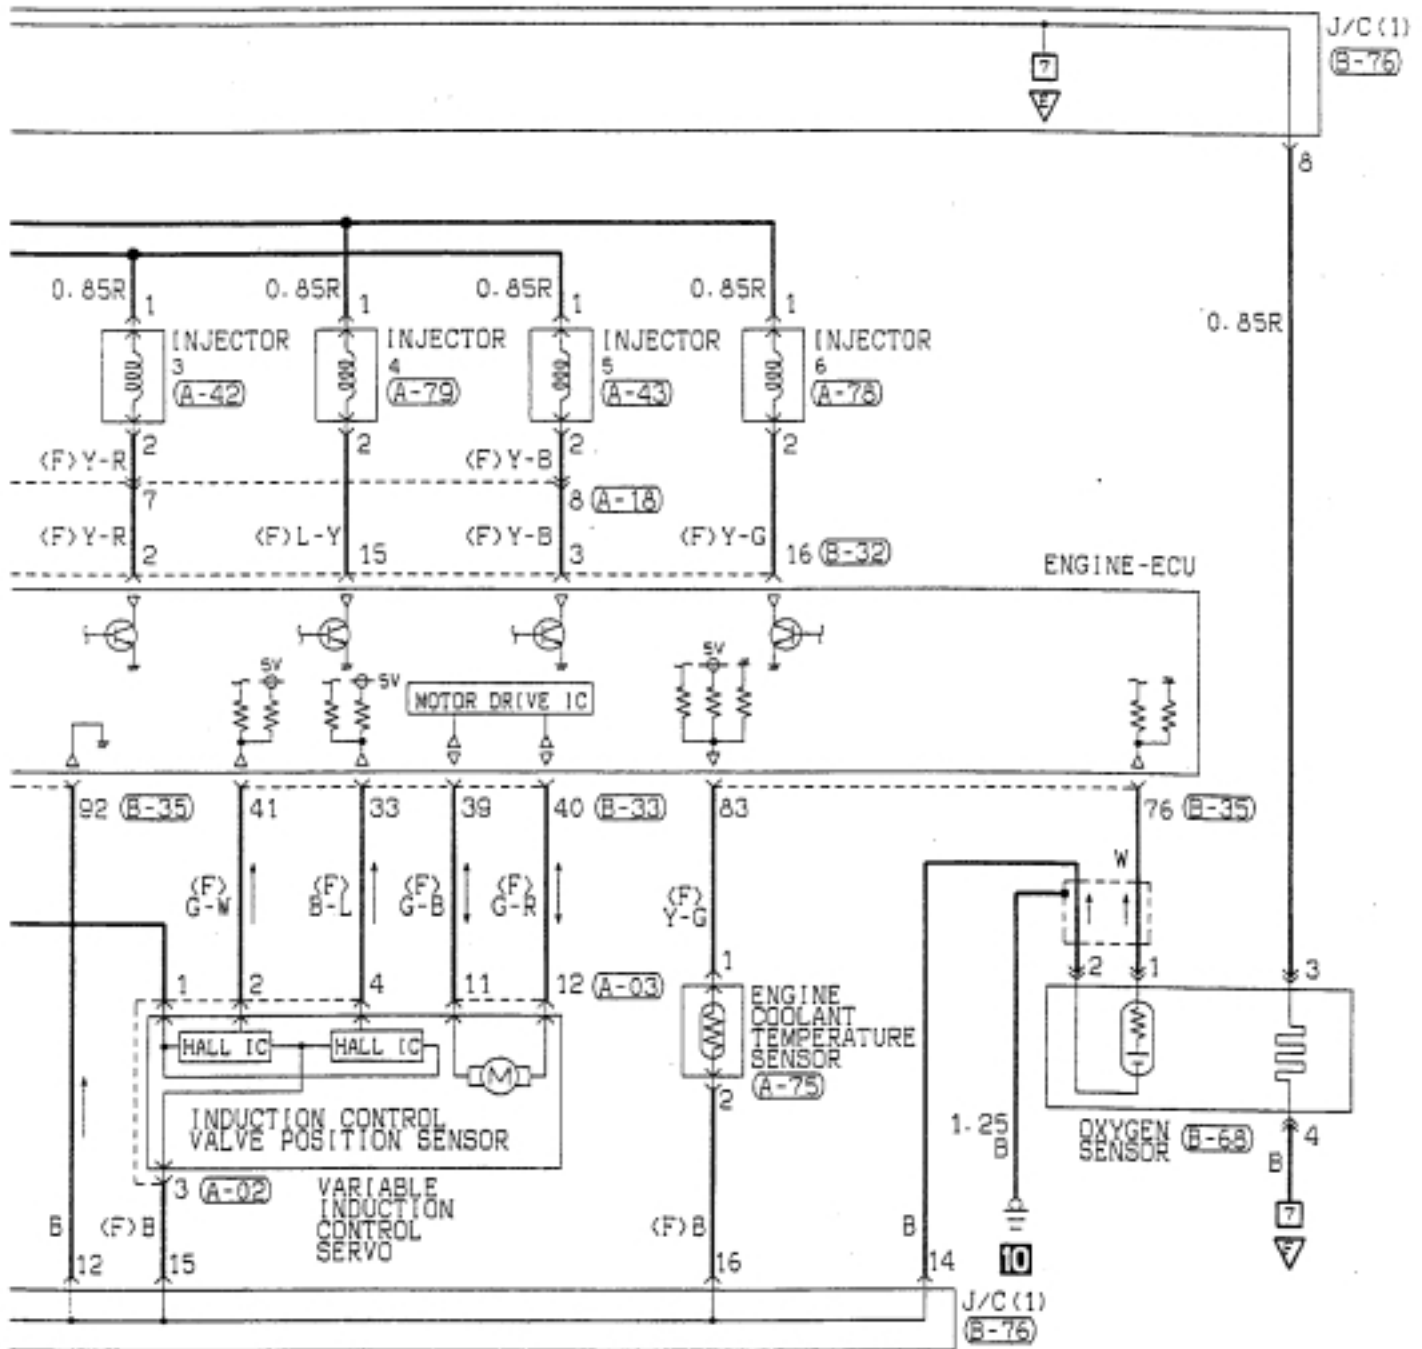 J/C(1)
B-76
7
8
0.85R
0.85R
0.85R
0.85R
0.85R
1
1
1
1
INJECTOR
3
A-42
INJECTOR
4
A-79
INJECTOR
5
A-43
INJECTOR
6
A-78
2
2
2
2
(F)Y-R
(F)Y-B
7
8
A-18
(F)Y-R
2
(F)L-Y
15
(F)Y-B
3
(F)Y-G
16
B-32
ENGINE-ECU
5V
5V
5V
MOTOR DRIVE IC
92
B-35
41
33
39
40
B-33
83
76
B-35
W
(F)
G-W
(F)
B-L
(F)
G-B
(F)
G-R
(F)
Y-G
1
2
4
11
12
A-03
1
2
1
3
HALL IC
HALL IC
M
ENGINE
COOLANT
TEMPERATURE
SENSOR
A-75
2
INDUCTION CONTROL
VALVE POSITION SENSOR
1.25
B
OXYGEN
SENSOR
B-68
4
B
3
A-02
VARIABLE
INDUCTION
CONTROL
SERVO
B
(F)B
(F)B
B
7
10
12
15
16
14
J/C(1)
B-76